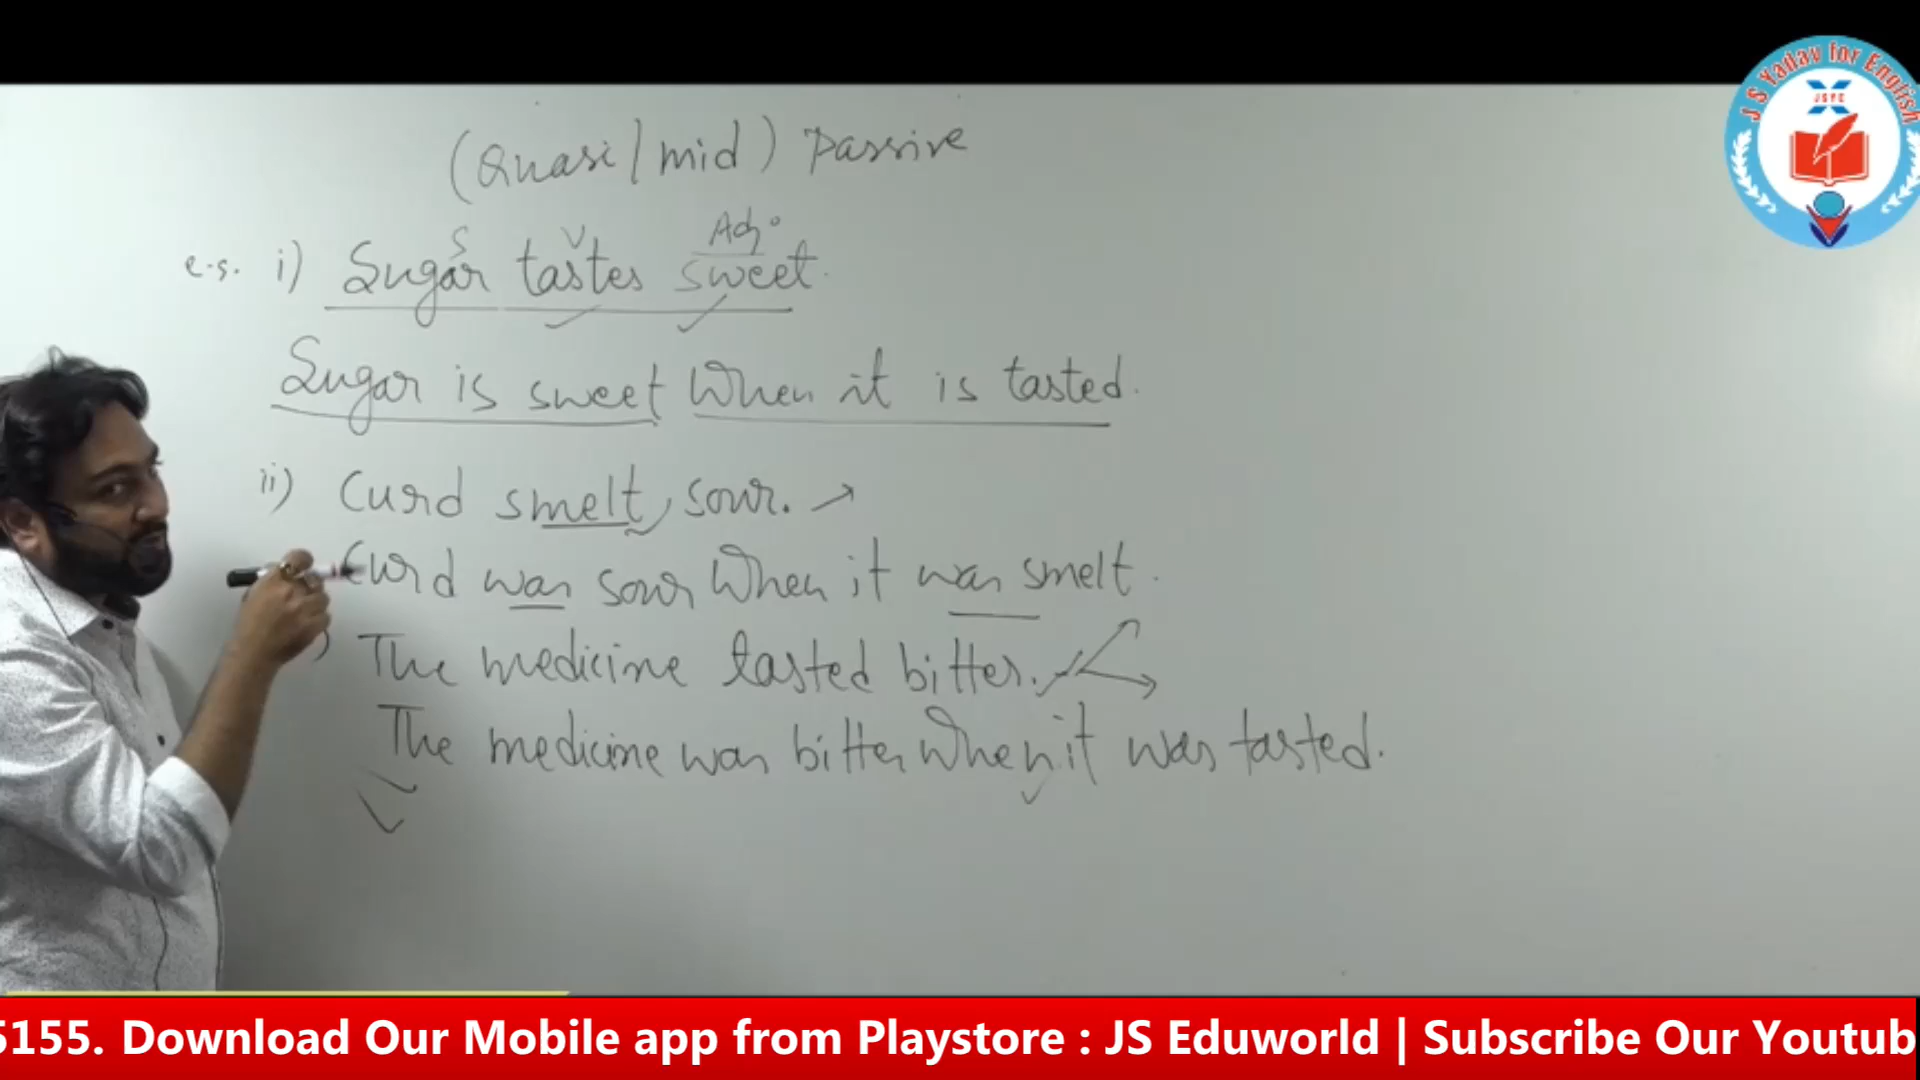 (Quasi/mid) Passive
S V Adj.
e.g. i) Sugar tastes sweet.
Sugar is sweet when it is tasted.
ii) Curd smelt sour.
Curd was sour when it was smelt.
) The medicine tasted bitter.
The medicine was bitter when it was tasted.
J S Yadav for English
JSYE
5155. Download Our Mobile app from Playstore : JS Eduworld | Subscribe Our Youtub